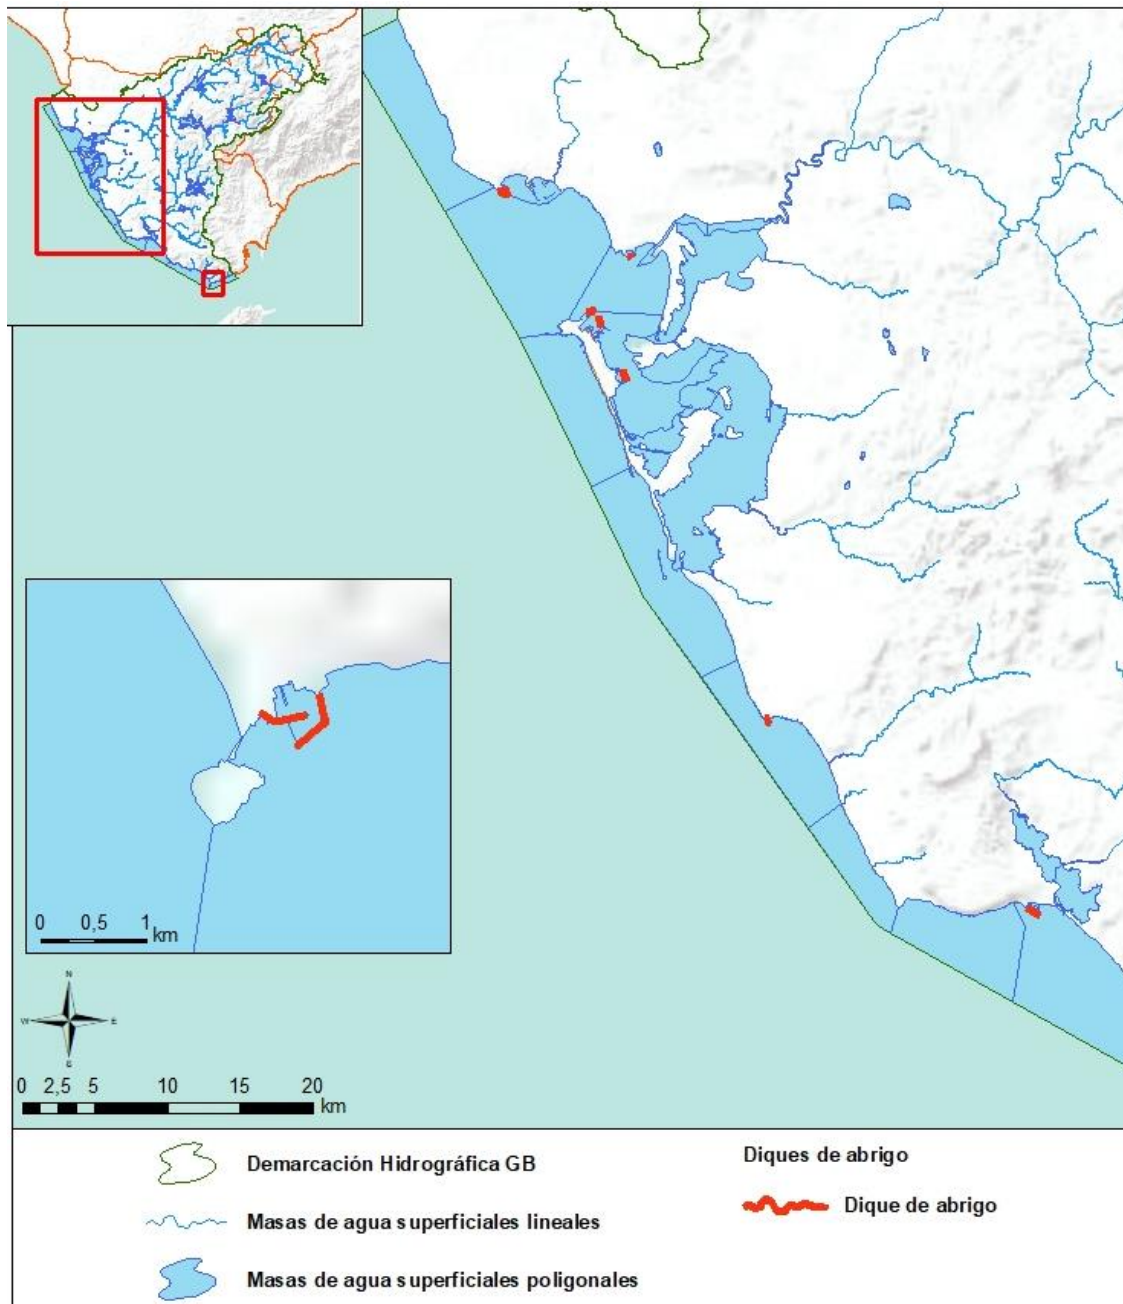 0 0,5 1
km
N
W E
S
0 2,5 5 10 15 20
km
Demarcación Hidrográfica GB
Masas de agua superficiales lineales
Masas de agua superficiales poligonales
Diques de abrigo
Dique de abrigo